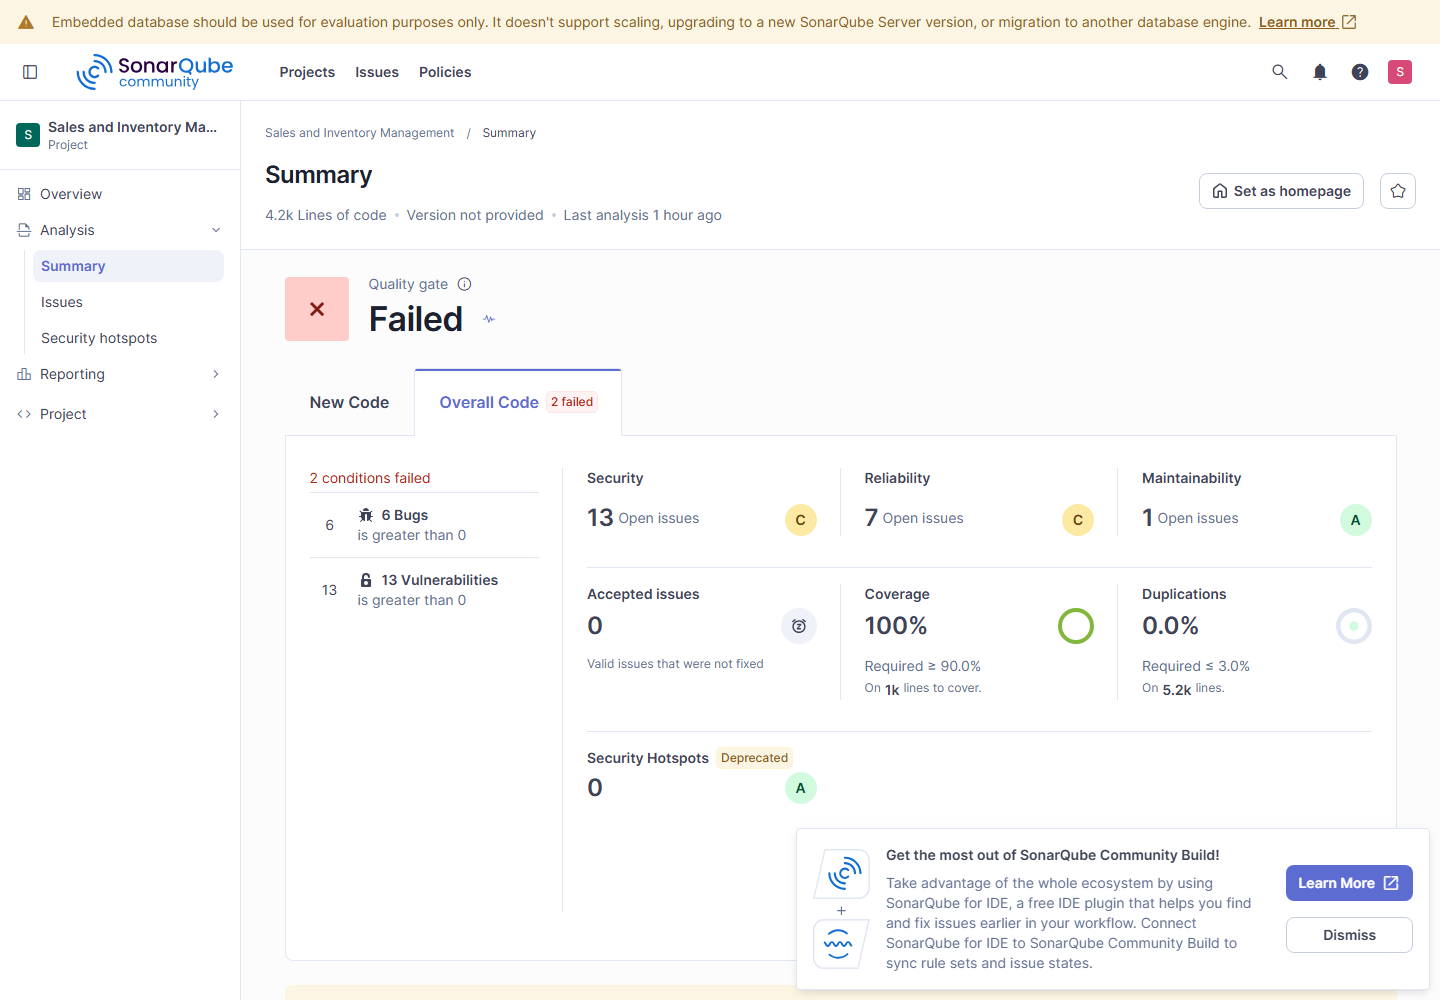 Embedded database should be used for evaluation purposes only. It doesn't support scaling, upgrading to a new SonarQube Server version, or migration to another database engine. Learn more
SonarQube
community
Projects
Issues
Policies
?
S
S
Sales and Inventory Ma...
Project
Overview
Analysis
Summary
Issues
Security hotspots
Reporting
Project
Sales and Inventory Management / Summary
Summary
4.2k Lines of code • Version not provided • Last analysis 1 hour ago
Set as homepage
Quality gate
Failed
New Code
Overall Code 2 failed
2 conditions failed
6 6 Bugs
is greater than 0
13 13 Vulnerabilities
is greater than 0
Security
13 Open issues C
Reliability
7 Open issues C
Maintainability
1 Open issues A
Accepted issues
0
Valid issues that were not fixed
Coverage
100%
Required ≥ 90.0%
On 1k lines to cover.
Duplications
0.0%
Required ≤ 3.0%
On 5.2k lines.
Security Hotspots Deprecated
0 A
Get the most out of SonarQube Community Build!
Take advantage of the whole ecosystem by using
SonarQube for IDE, a free IDE plugin that helps you find
and fix issues earlier in your workflow. Connect
SonarQube for IDE to SonarQube Community Build to
sync rule sets and issue states.
+
Learn More
Dismiss